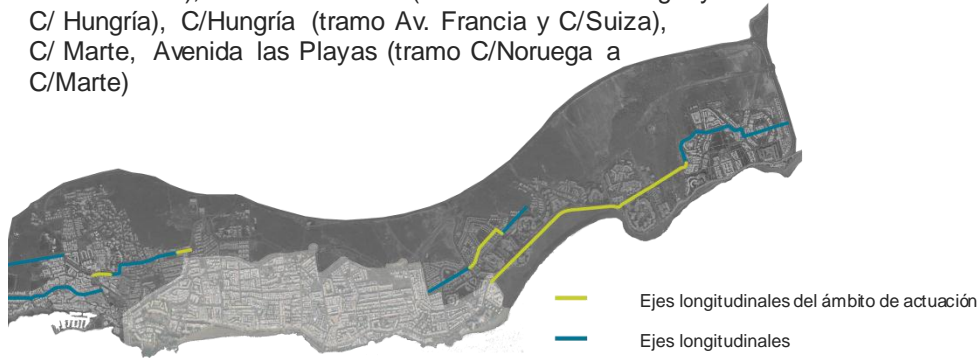 C/ Hungría), C/Hungría (tramo Av. Francia y C/Suiza),
C/ Marte, Avenida las Playas (tramo C/Noruega a
C/Marte)
Ejes longitudinales del ámbito de actuación
Ejes longitudinales